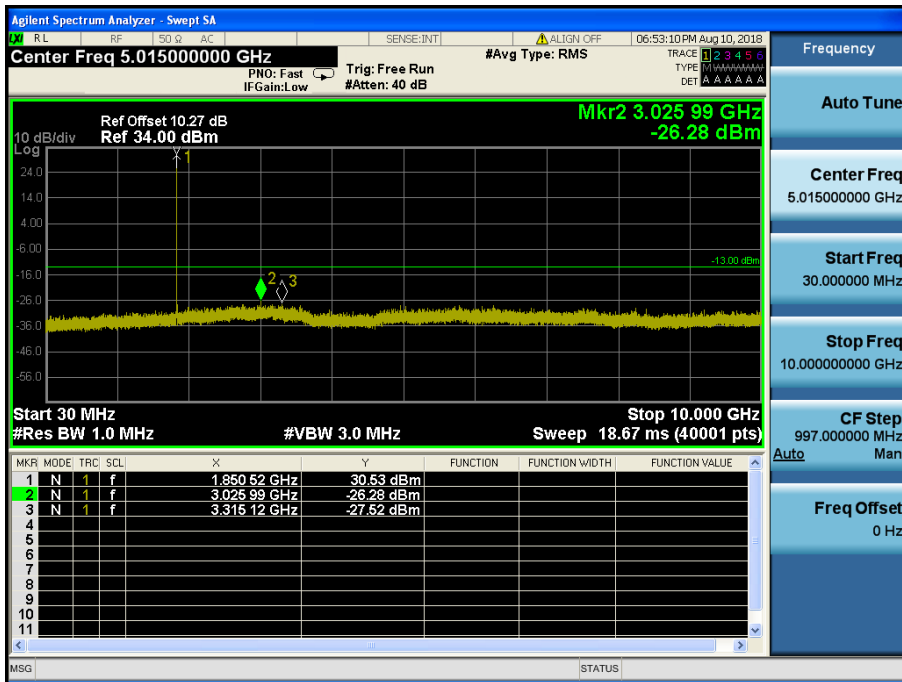 Agilent Spectrum Analyzer - Swept SA
LXI RL RF 50 Ω AC SENSE:INT ALIGN OFF 06:53:10 PM Aug 10, 2018
Center Freq 5.015000000 GHz
PNO: Fast
IFGain:Low
Trig: Free Run
#Atten: 40 dB
#Avg Type: RMS
TRACE 1 2 3 4 5 6
TYPE M
DET A A A A A A
Frequency
Auto Tune
Center Freq
5.015000000 GHz
Start Freq
30.000000 MHz
Stop Freq
10.000000000 GHz
CF Step
997.000000 MHz
Auto Man
Freq Offset
0 Hz
Mkr2 3.025 99 GHz
-26.28 dBm
Ref Offset 10.27 dB
10 dB/div Ref 34.00 dBm
Log
1
24.0
14.0
4.00
-6.00
-13.00 dBm
-16.0
2 3
-26.0
-36.0
-46.0
-56.0
Start 30 MHz Stop 10.000 GHz
#Res BW 1.0 MHz #VBW 3.0 MHz Sweep 18.67 ms (40001 pts)
MKR MODE TRC SCL X Y FUNCTION FUNCTION WIDTH FUNCTION VALUE
1 N 1 f 1.850 52 GHz 30.53 dBm
2 N 1 f 3.025 99 GHz -26.28 dBm
3 N 1 f 3.315 12 GHz -27.52 dBm
4
5
6
7
8
9
10
11
MSG STATUS